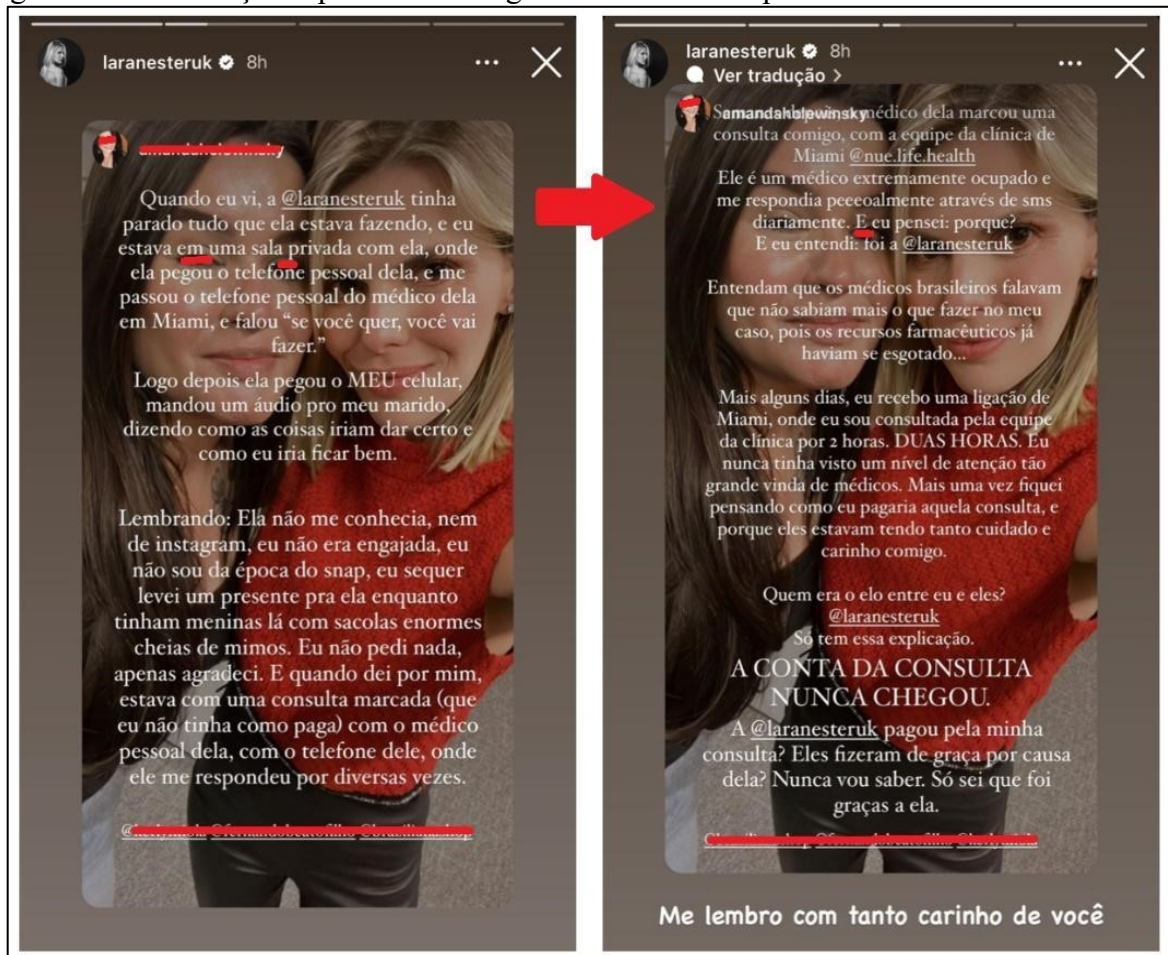 laranesteruk 8h
Quando eu vi, a @laranesteruk tinha
parado tudo que ela estava fazendo, e eu
estava em uma sala privada com ela, onde
ela pegou o telefone pessoal dela, e me
passou o telefone pessoal do médico dela
em Miami, e falou “se você quer, você vai
fazer.”
Logo depois ela pegou o MEU celular,
mandou um áudio pro meu marido,
dizendo como as coisas iriam dar certo e
como eu iria ficar bem.
Lembrando: Ela não me conhecia, nem
de instagram, eu não era engajada, eu
não sou da época do snap, eu sequer
levei um presente pra ela enquanto
tinham meninas lá com sacolas enormes
cheias de mimos. Eu não pedi nada,
apenas agradeci. E quando dei por mim,
estava com uma consulta marcada (que
eu não tinha como paga) com o médico
pessoal dela, com o telefone dele, onde
ele me respondeu por diversas vezes.
laranesteruk 8h
Ver tradução >
médico dela marcou uma
consulta comigo, com a equipe da clínica de
Miami @nue.life.health
Ele é um médico extremamente ocupado e
me respondia peeeoalmente através de sms
diariamente. E eu pensei: porque?
E eu entendi: foi a @laranesteruk
Entendam que os médicos brasileiros falavam
que não sabiam mais o que fazer no meu
caso, pois os recursos farmacêuticos já
haviam se esgotado...
Mais alguns dias, eu recebo uma ligação de
Miami, onde eu sou consultada pela equipe
da clínica por 2 horas. DUAS HORAS. Eu
nunca tinha visto um nível de atenção tão
grande vinda de médicos. Mais uma vez fiquei
pensando como eu pagaria aquela consulta, e
porque eles estavam tendo tanto cuidado e
carinho comigo.
Quem era o elo entre eu e eles?
@laranesteruk
Só tem essa explicação.
A CONTA DA CONSULTA
NUNCA CHEGOU.
A @laranesteruk pagou pela minha
consulta? Eles fizeram de graça por causa
dela? Nunca vou saber. Só sei que foi
graças a ela.
Me lembro com tanto carinho de você